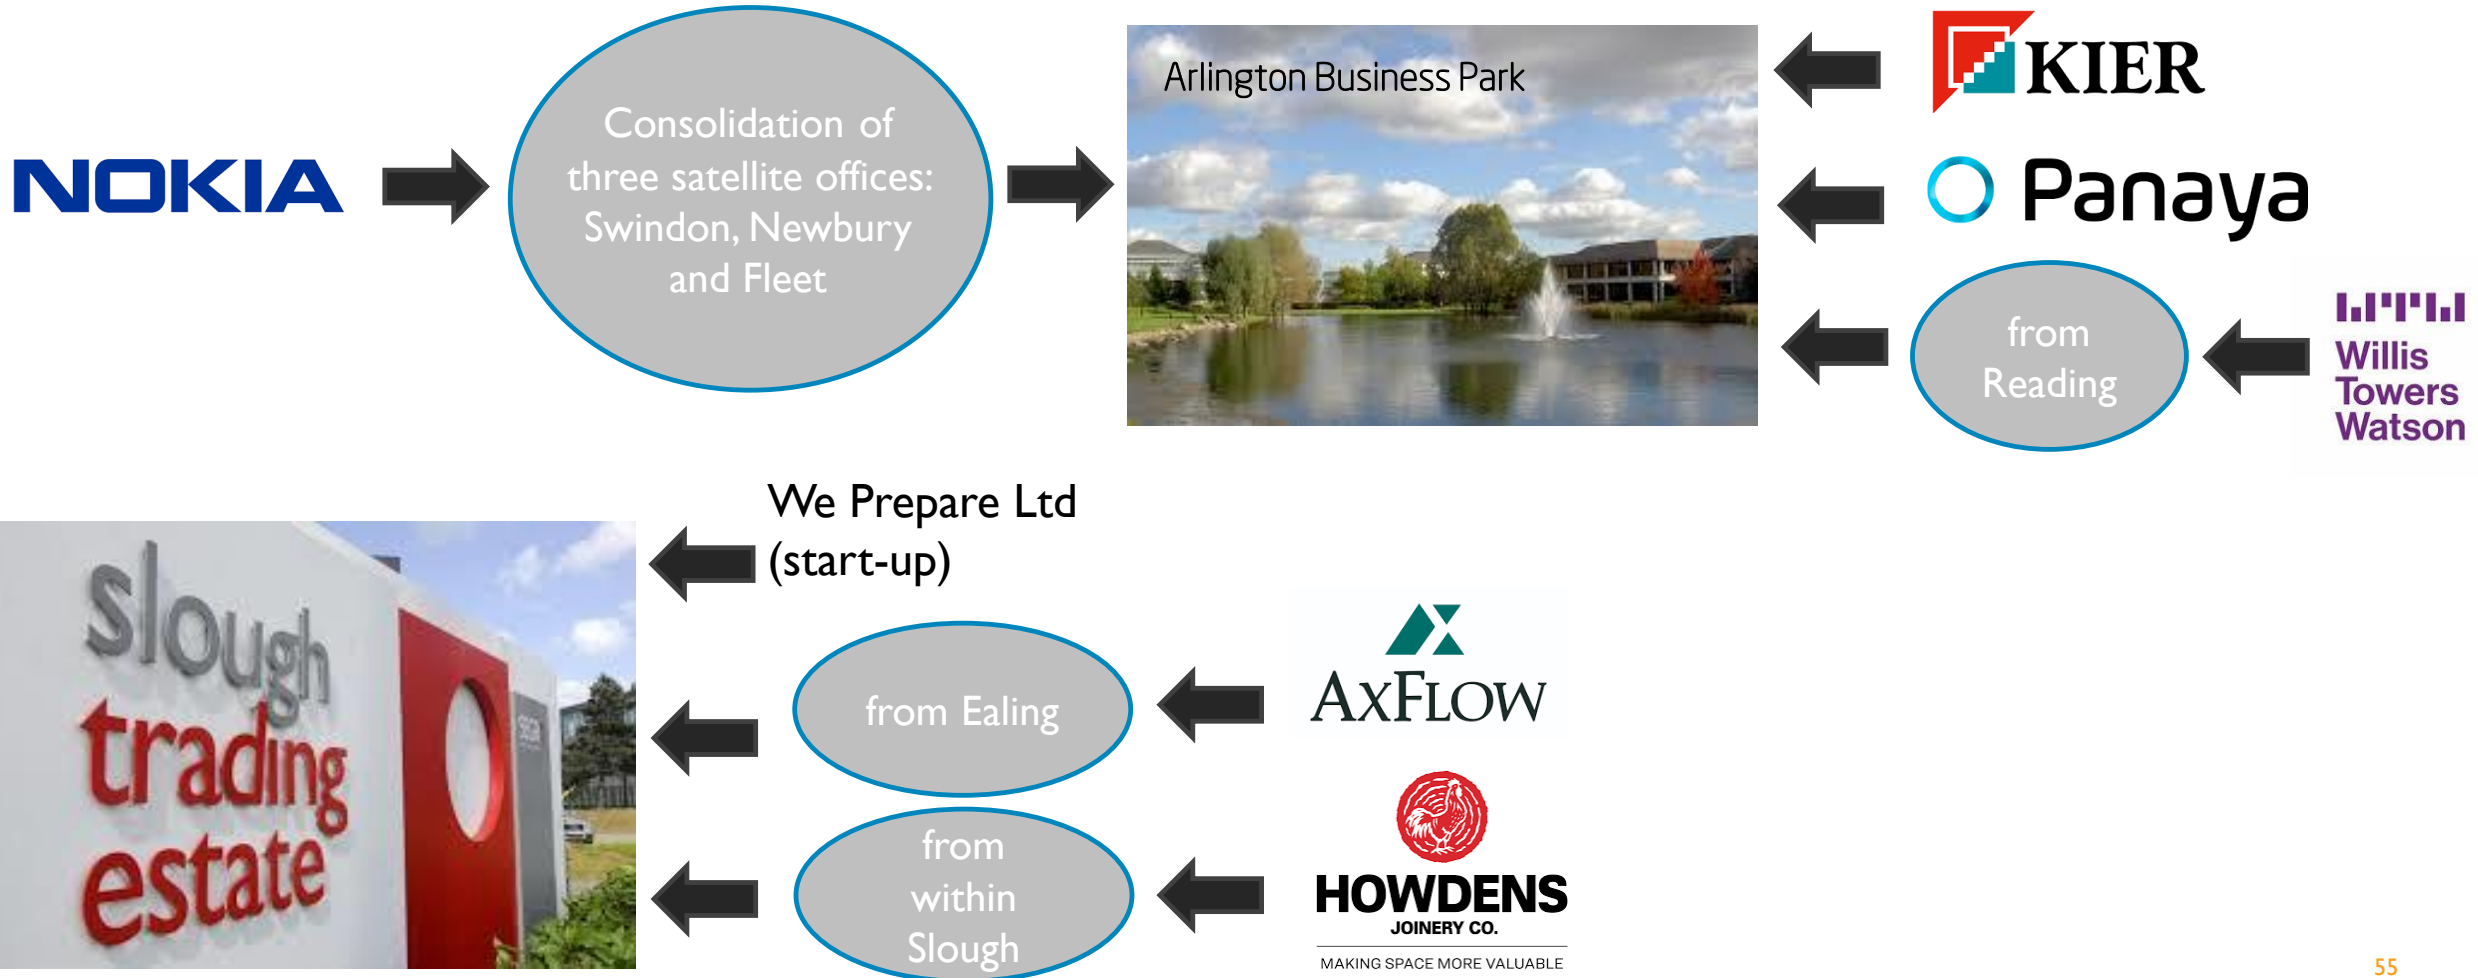 NOKIA
Consolidation of
three satellite offices:
Swindon, Newbury
and Fleet
Arlington Business Park
KIER
Panaya
from
Reading
Willis
Towers
Watson
We Prepare Ltd
(start-up)
slough
trading
estate
from Ealing
AxFlow
from
within
Slough
HOWDENS
JOINERY CO.
MAKING SPACE MORE VALUABLE
55